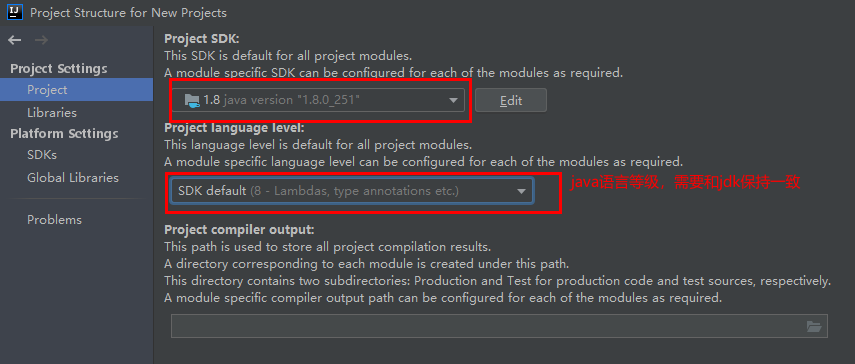 Project Structure for New Projects
Project Settings
Project
Libraries
Platform Settings
SDKs
Global Libraries
Problems
Project SDK:
This SDK is default for all project modules.
A module specific SDK can be configured for each of the modules as required.
1.8 java version "1.8.0_251"
Edit
Project language level:
This language level is default for all project modules.
A module specific language level can be configured for each of the modules as required.
SDK default (8 - Lambdas, type annotations etc.)
java语言等级，需要和jdk保持一致
Project compiler output:
This path is used to store all project compilation results.
A directory corresponding to each module is created under this path.
This directory contains two subdirectories: Production and Test for production code and test sources, respectively.
A module specific compiler output path can be configured for each of the modules as required.